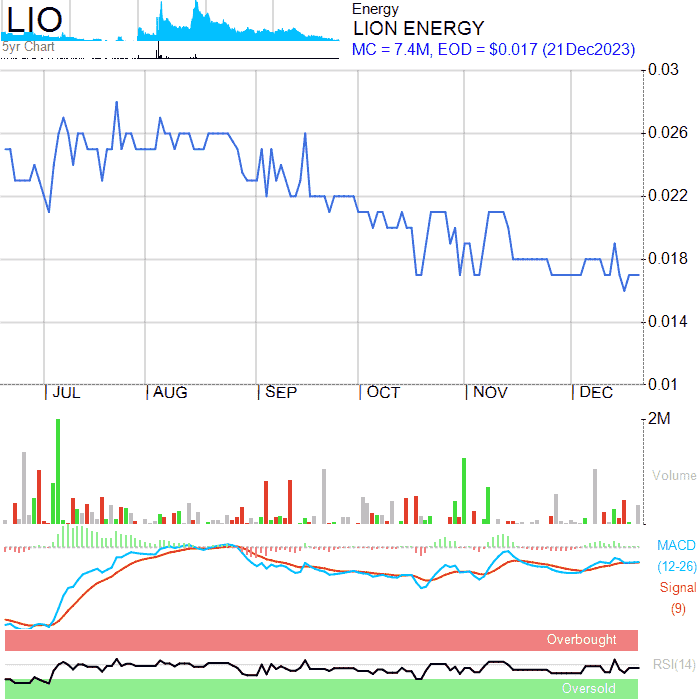 LIO
5yr Chart
Energy
LION ENERGY
MC = 7.4M, EOD = $0.017 (21Dec2023)
0.03
0.026
0.022
0.018
0.014
0.01
JUL AUG SEP OCT NOV DEC
2M
Volume
MACD
(12-26)
Signal
(9)
Overbought
RSI(14)
Oversold